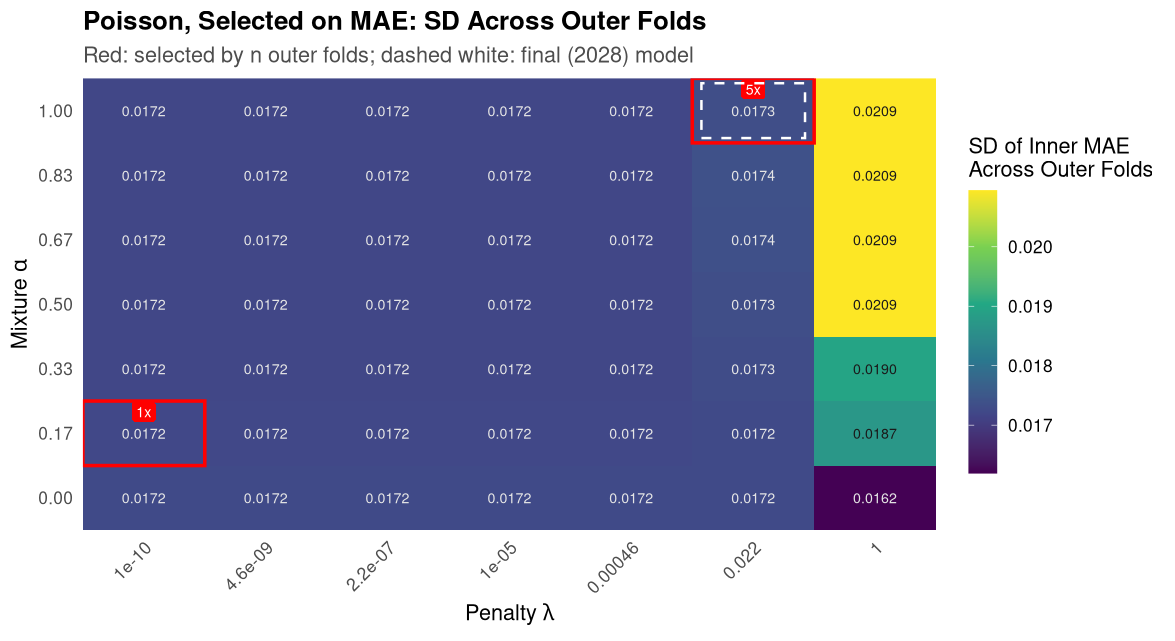 Poisson, Selected on MAE: SD Across Outer Folds
Red: selected by n outer folds; dashed white: final (2028) model
Mixture α
1.00 0.0172 0.0172 0.0172 0.0172 0.0172 5x 0.0173 0.0209
0.83 0.0172 0.0172 0.0172 0.0172 0.0172 0.0174 0.0209
0.67 0.0172 0.0172 0.0172 0.0172 0.0172 0.0174 0.0209
0.50 0.0172 0.0172 0.0172 0.0172 0.0172 0.0173 0.0209
0.33 0.0172 0.0172 0.0172 0.0172 0.0172 0.0173 0.0190
1x
0.17 0.0172 0.0172 0.0172 0.0172 0.0172 0.0172 0.0187
0.00 0.0172 0.0172 0.0172 0.0172 0.0172 0.0172 0.0162
1e-10 4.6e-09 2.2e-07 1e-05 0.00046 0.022 1
Penalty λ
SD of Inner MAE
Across Outer Folds
0.020
0.019
0.018
0.017